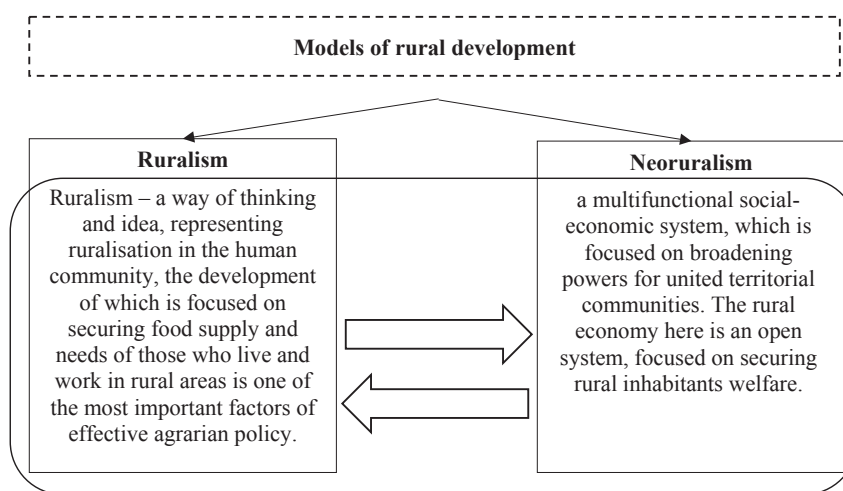 Models of rural development
Ruralism
Ruralism – a way of thinking
and idea, representing
ruralisation in the human
community, the development
of which is focused on
securing food supply and
needs of those who live and
work in rural areas is one of
the most important factors of
effective agrarian policy.
Neoruralism
a multifunctional social-
economic system, which is
focused on broadening
powers for united territorial
communities. The rural
economy here is an open
system, focused on securing
rural inhabitants welfare.